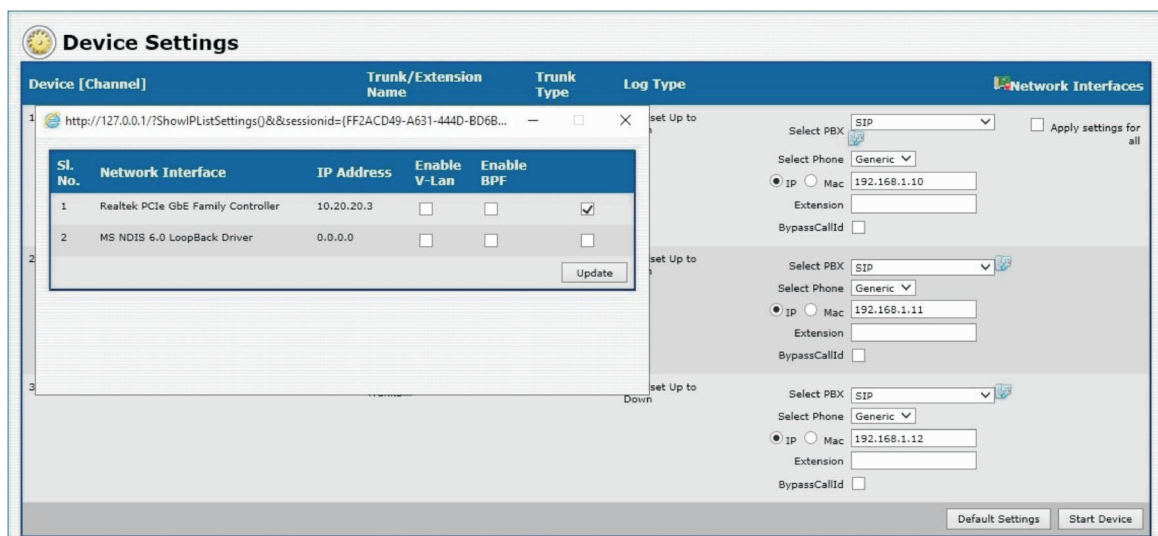 Device Settings
Device [Channel]
Trunk/Extension Name
Trunk Type
Log Type
Network Interfaces
http://127.0.0.1/?ShowIPListSettings()&&sessionid={FF2ACD49-A631-444D-BD6B...
Sl. No.
Network Interface
IP Address
Enable V-Lan
Enable BPF
1 Realtek PCIe GbE Family Controller 10.20.20.3
2 MS NDIS 6.0 LoopBack Driver 0.0.0.0
Update
1
set Up to
Select PBX SIP
Apply settings for all
Select Phone Generic
IP Mac 192.168.1.10
Extension
BypassCallId
2
set Up to
Select PBX SIP
Select Phone Generic
IP Mac 192.168.1.11
Extension
BypassCallId
3
set Up to
Down
Select PBX SIP
Select Phone Generic
IP Mac 192.168.1.12
Extension
BypassCallId
Default Settings
Start Device